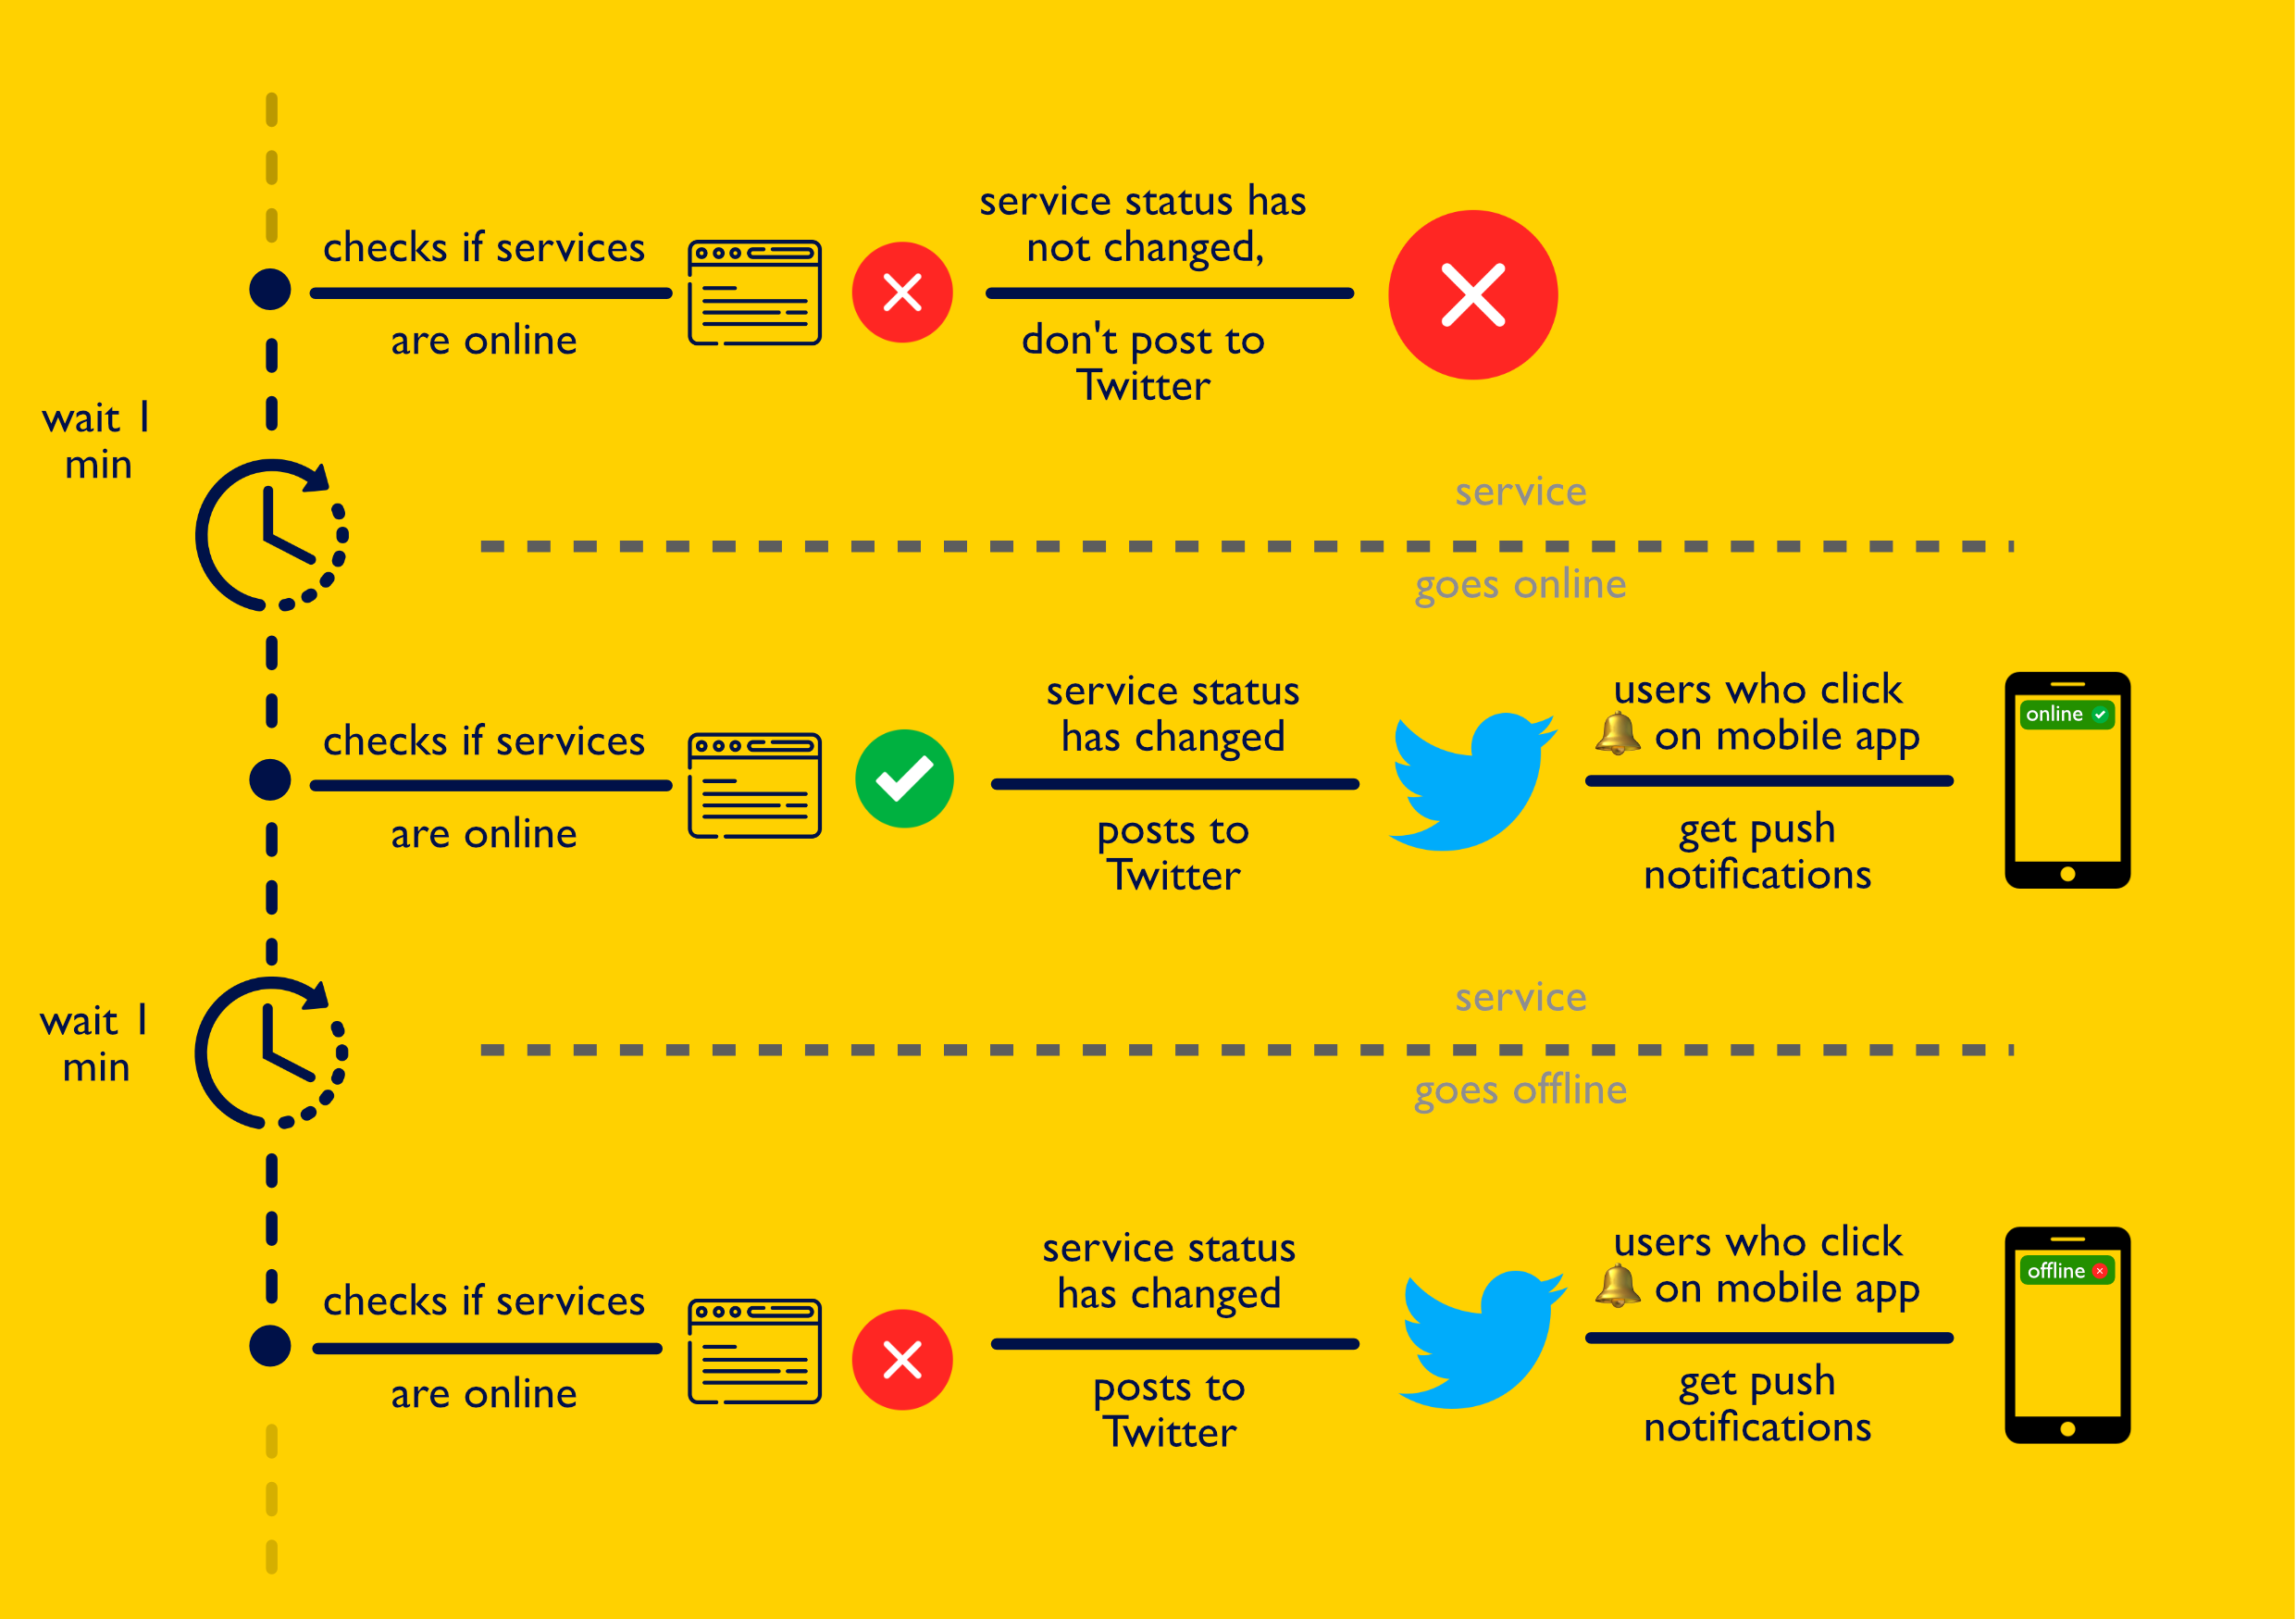 service status has
not changed,
checks if services
are online
don't post to
Twitter
wait 1
min
service
goes online
checks if services
are online
service status
has changed
posts to
Twitter
users who click
🔔 on mobile app
get push
notifications
online
wait 1
min
service
goes offline
checks if services
are online
service status
has changed
posts to
Twitter
users who click
🔔 on mobile app
get push
notifications
offline